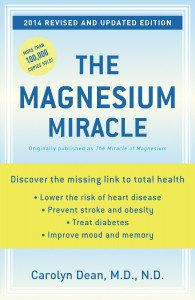 2014 REVISED AND UPDATED EDITION
MORE THAN
100,000
COPIES SOLD!
THE
MAGNESIUM
MIRACLE
Originally published as The Miracle of Magnesium
Discover the missing link to total health
• Lower the risk of heart disease
• Prevent stroke and obesity
• Treat diabetes
• Improve mood and memory
Carolyn Dean, M.D., N.D.